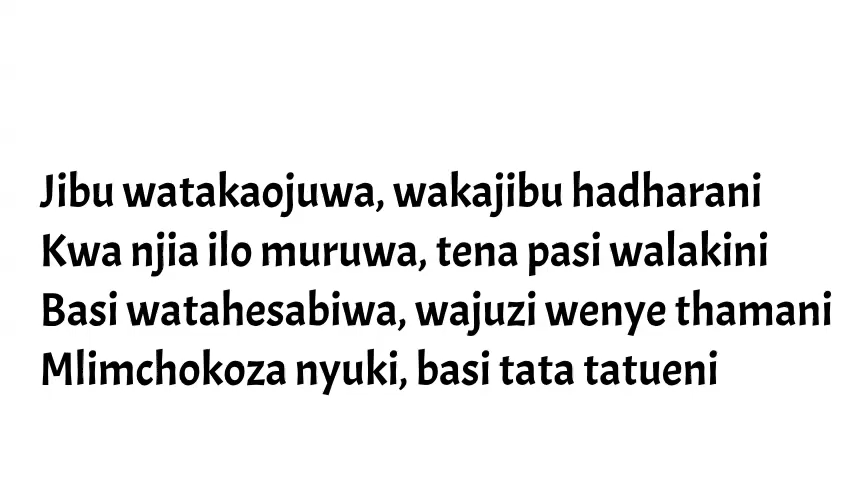 Jibu watakaojuwa, wakajibu hadharani
Kwa njia ilo muruwa, tena pasi walakini
Basi watahesabiwa, wajuzi wenye thamani
Mlimchokoza nyuki, basi tata tatueni